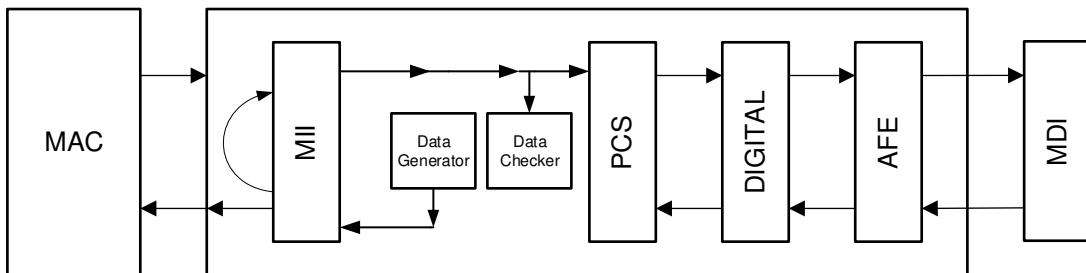 MAC
MII
Data
Generator
Data
Checker
PCS
DIGITAL
AFE
MDI